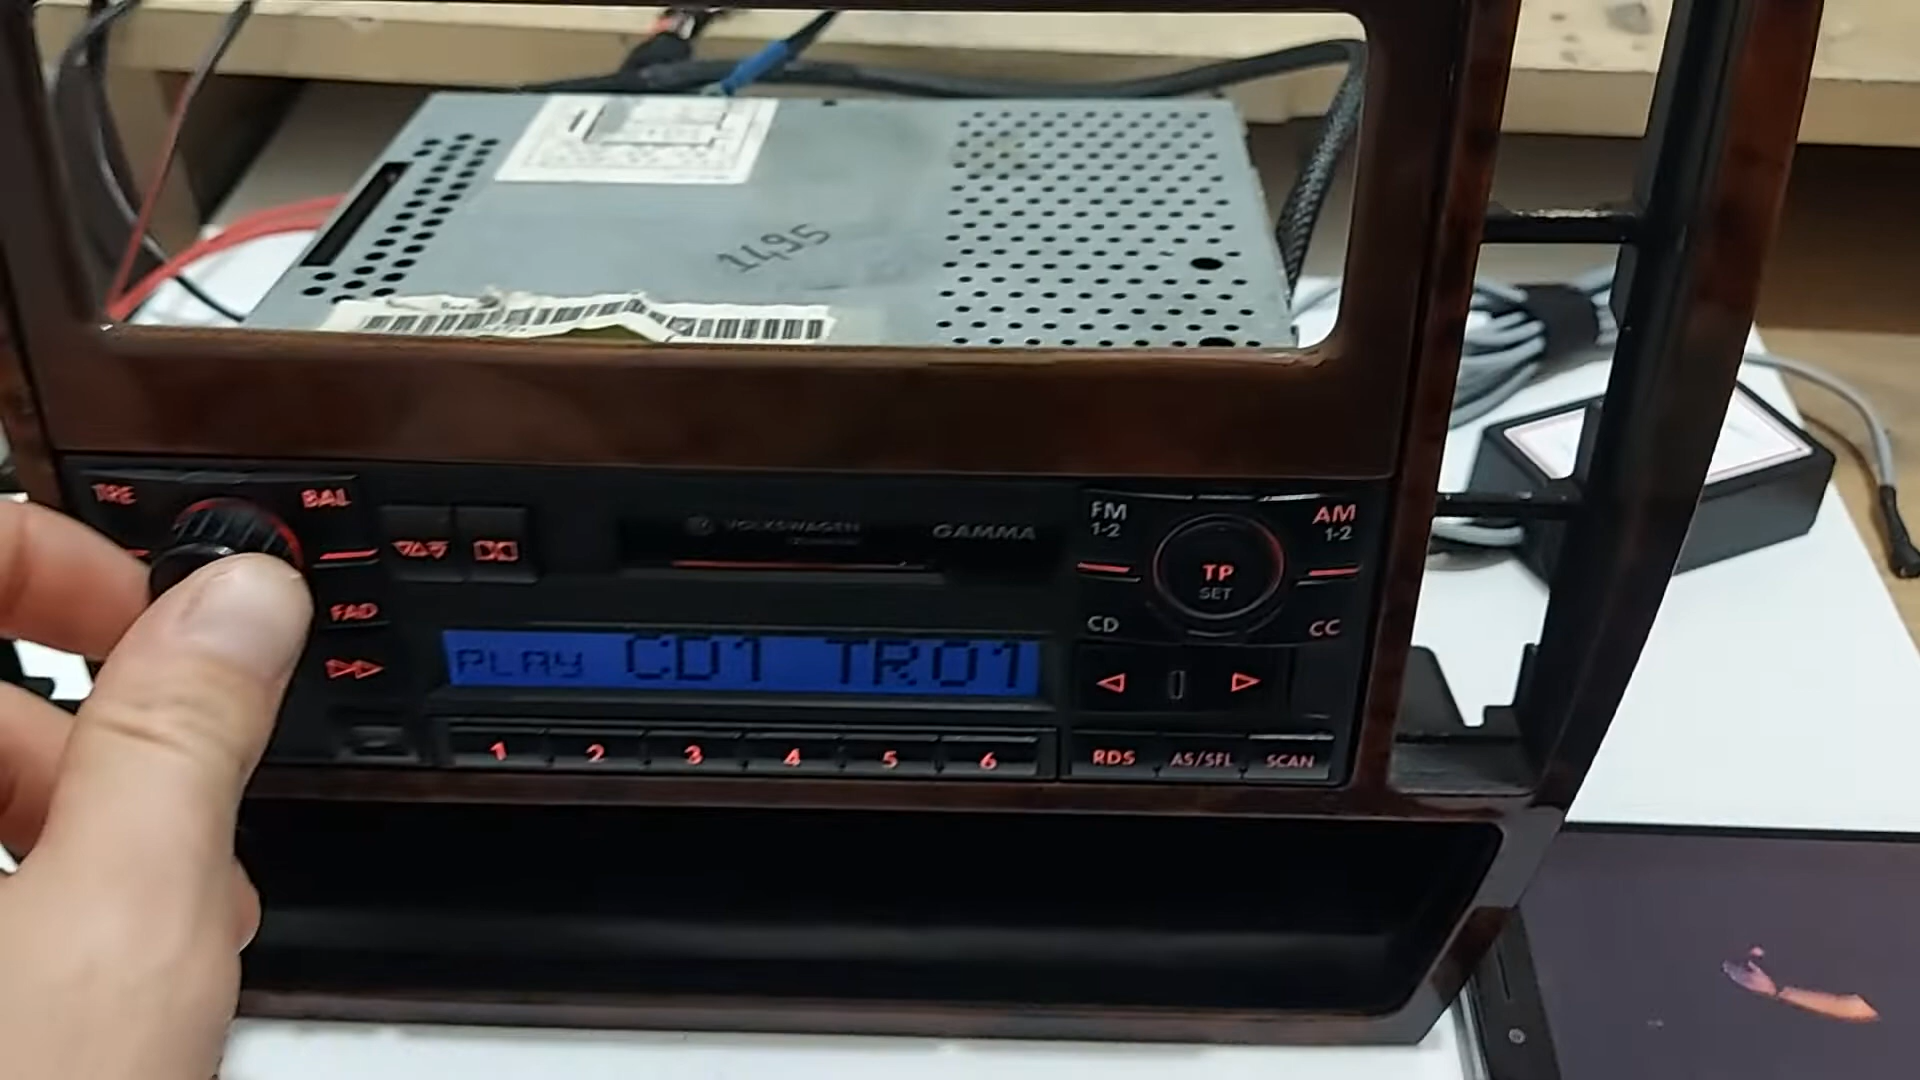 1495
TRE
BAL
VOLKSWAGEN
GAMMA
FM
1-2
AM
1-2
TP
SET
FAD
CD
CC
PLAY CD1 TR01
1 2 3 4 5 6
RDS AS/SFL SCAN